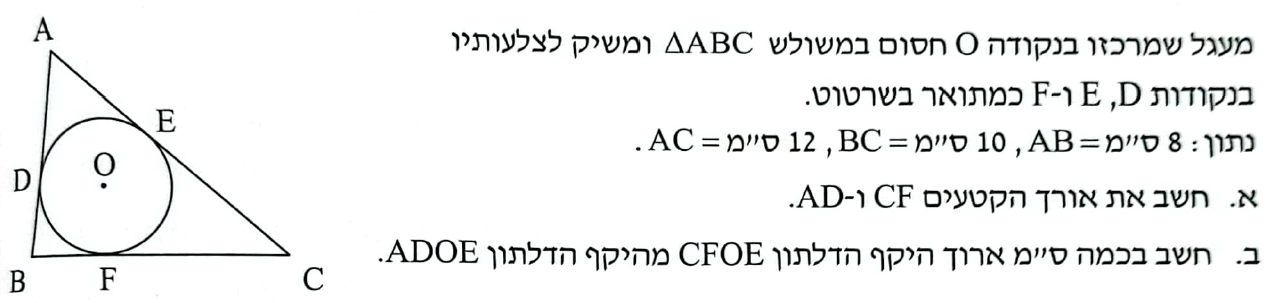 מעגל שמרכזו בנקודה O חסום במשולש ΔABC ומשיק לצלעותיו
בנקודות D, E ו-F כמתואר בשרטוט.
נתון: 8 ס״מ=AB, 10 ס״מ=BC, 12 ס״מ=AC.
א. חשב את אורך הקטעים CF ו-AD.
ב. חשב בכמה ס״מ ארוך היקף הדלתון CFOE מהיקף הדלתון ADOE.
A
E
O
D
B
F
C